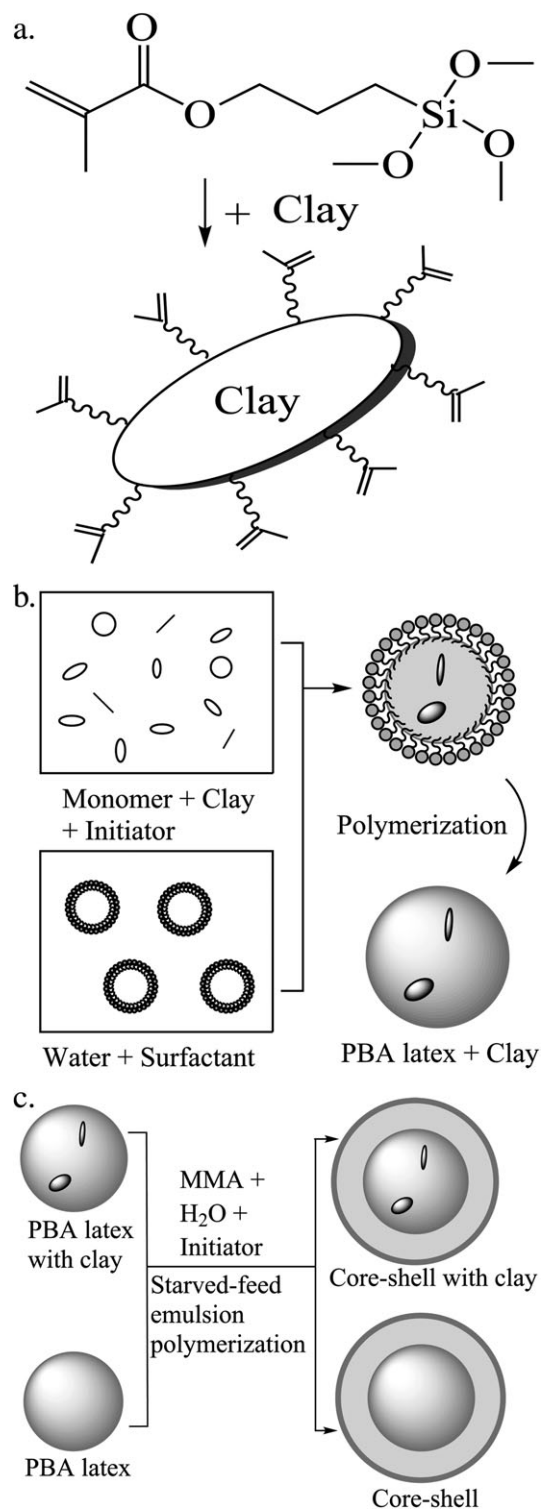 a.
O
O
O
Si
O
O
+ Clay
Clay
b.
Monomer + Clay
+ Initiator
Polymerization
Water + Surfactant
PBA latex + Clay
c.
PBA latex
with clay
MMA +
H₂O +
Initiator
Starved-feed
emulsion
polymerization
Core-shell with clay
PBA latex
Core-shell